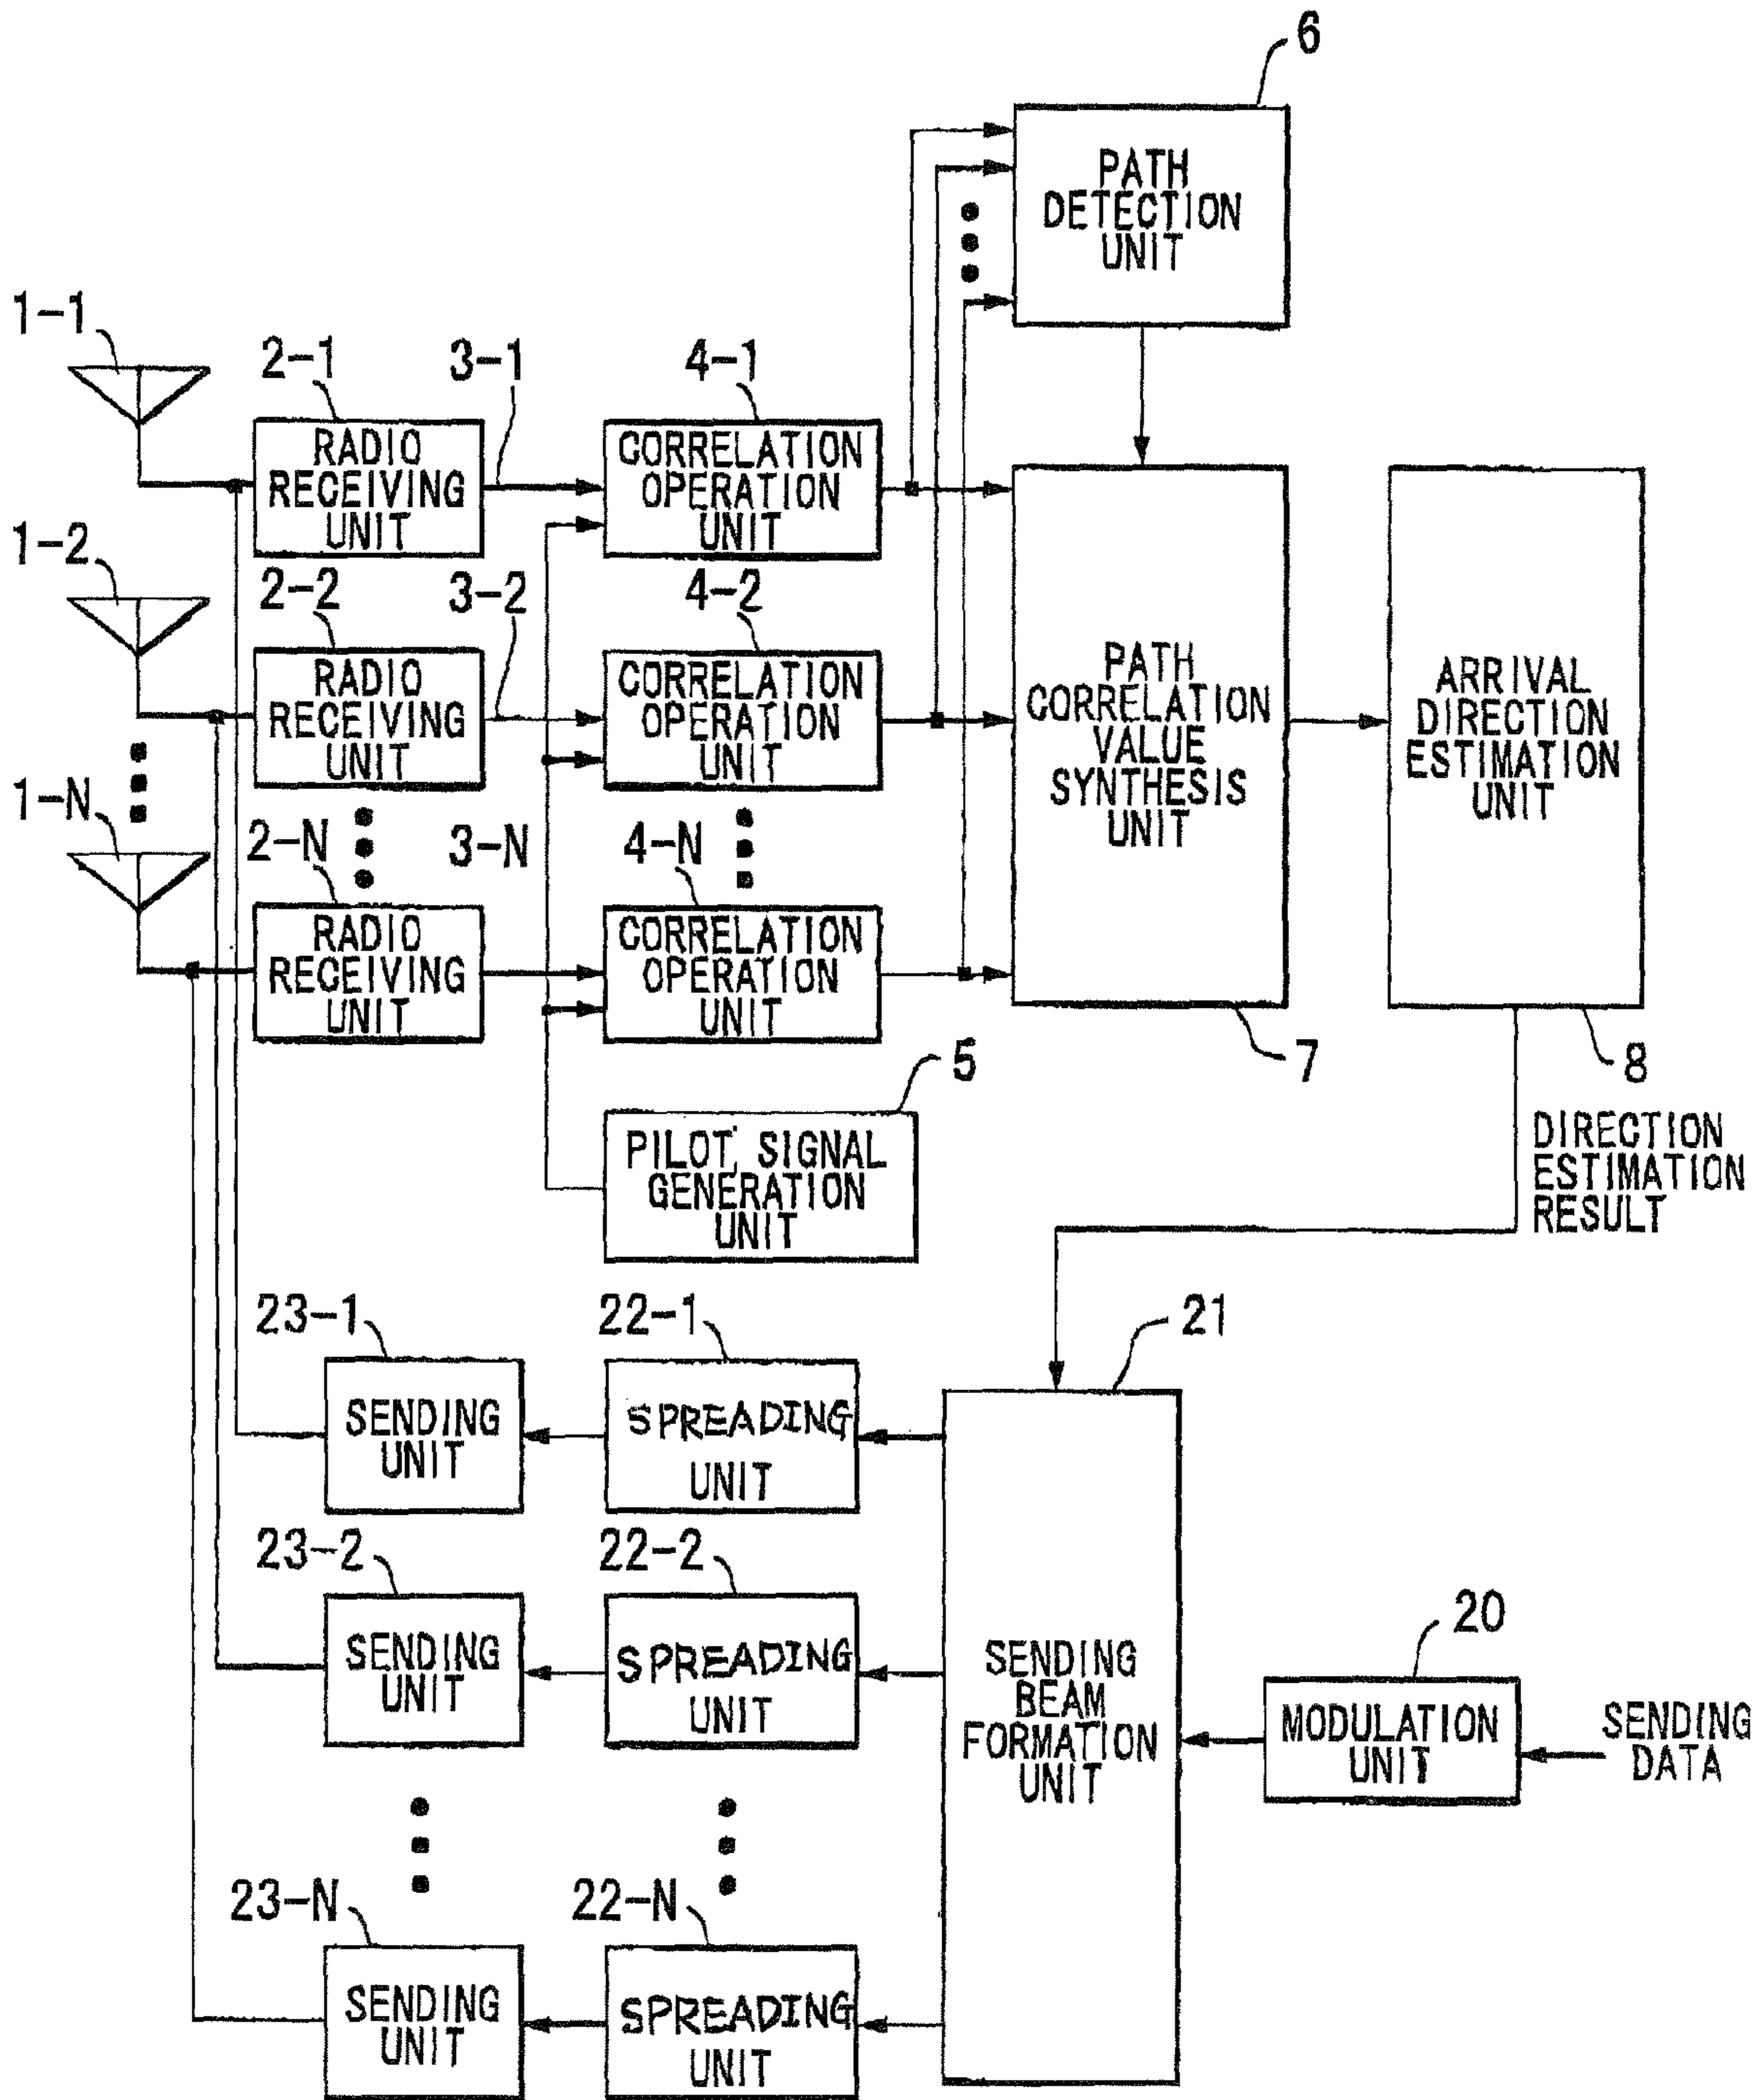 6
PATH
DETECTION
UNIT
1-1
2-1
3-1
4-1
RADIO
RECEIVING
UNIT
CORRELATION
OPERATION
UNIT
1-2
2-2
3-2
4-2
RADIO
RECEIVING
UNIT
CORRELATION
OPERATION
UNIT
PATH
CORRELATION
VALUE
SYNTHESIS
UNIT
ARRIVAL
DIRECTION
ESTIMATION
UNIT
1-N
2-N
3-N
4-N
RADIO
RECEIVING
UNIT
CORRELATION
OPERATION
UNIT
7
8
5
PILOT SIGNAL
GENERATION
UNIT
DIRECTION
ESTIMATION
RESULT
23-1
22-1
21
SENDING
UNIT
SPREADING
UNIT
23-2
22-2
SENDING
UNIT
SPREADING
UNIT
SENDING
BEAM
FORMATION
UNIT
20
MODULATION
UNIT
SENDING
DATA
23-N
22-N
SENDING
UNIT
SPREADING
UNIT